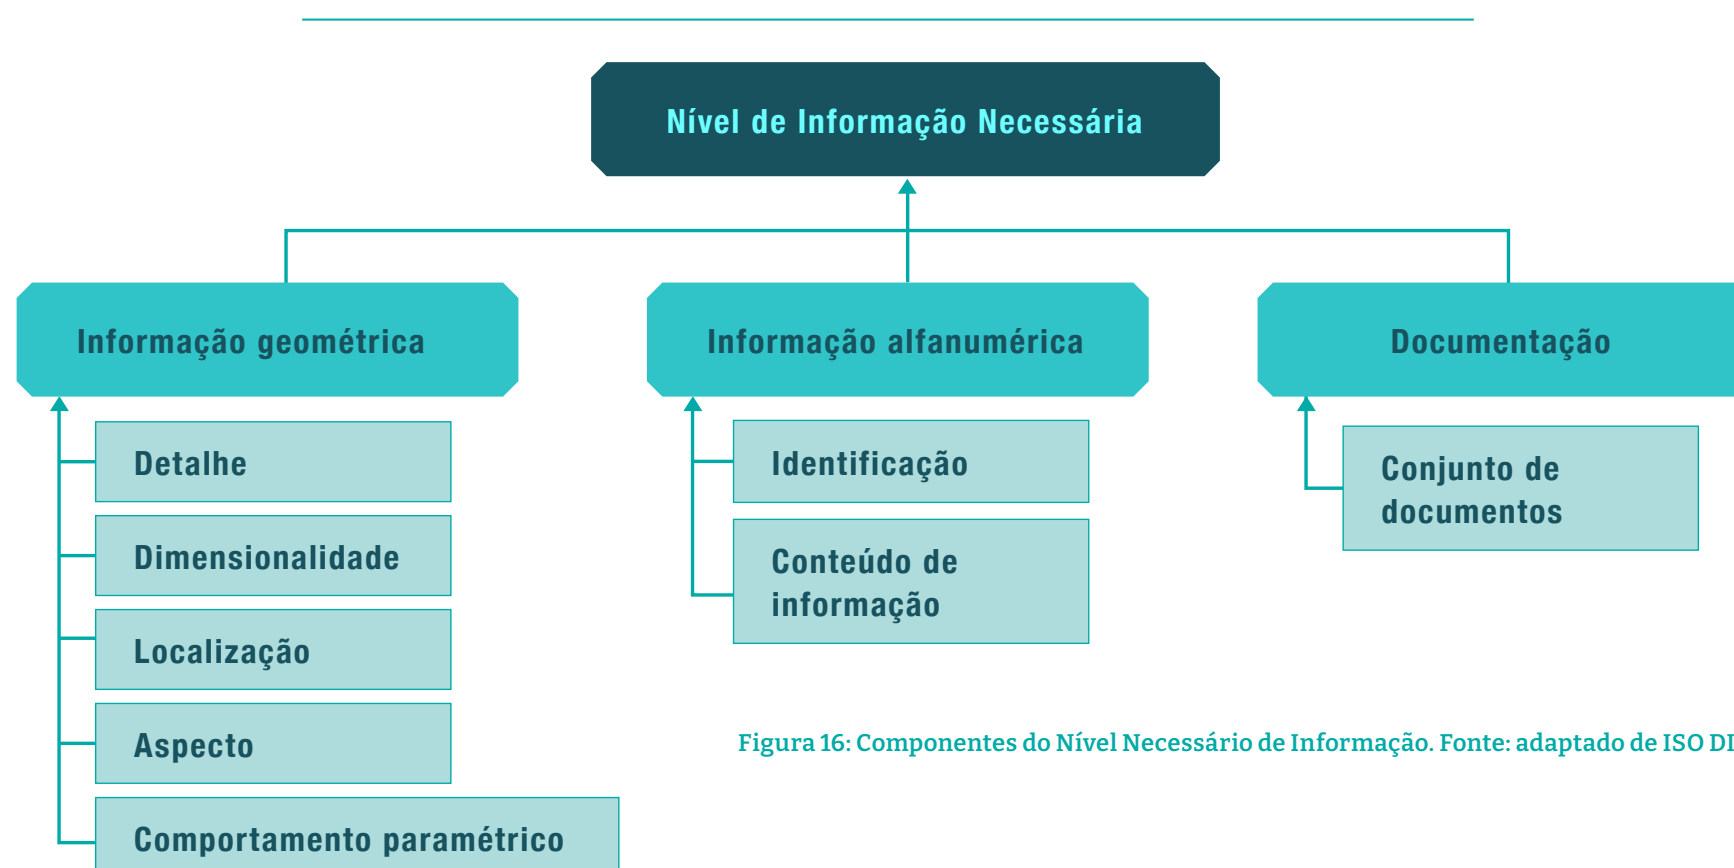 Nível de Informação Necessária
Informação geométrica
Detalhe
Dimensionalidade
Localização
Aspecto
Comportamento paramétrico
Informação alfanumérica
Identificação
Conteúdo de
informação
Documentação
Conjunto de
documentos
Figura 16: Componentes do Nível Necessário de Informação. Fonte: adaptado de ISO DI